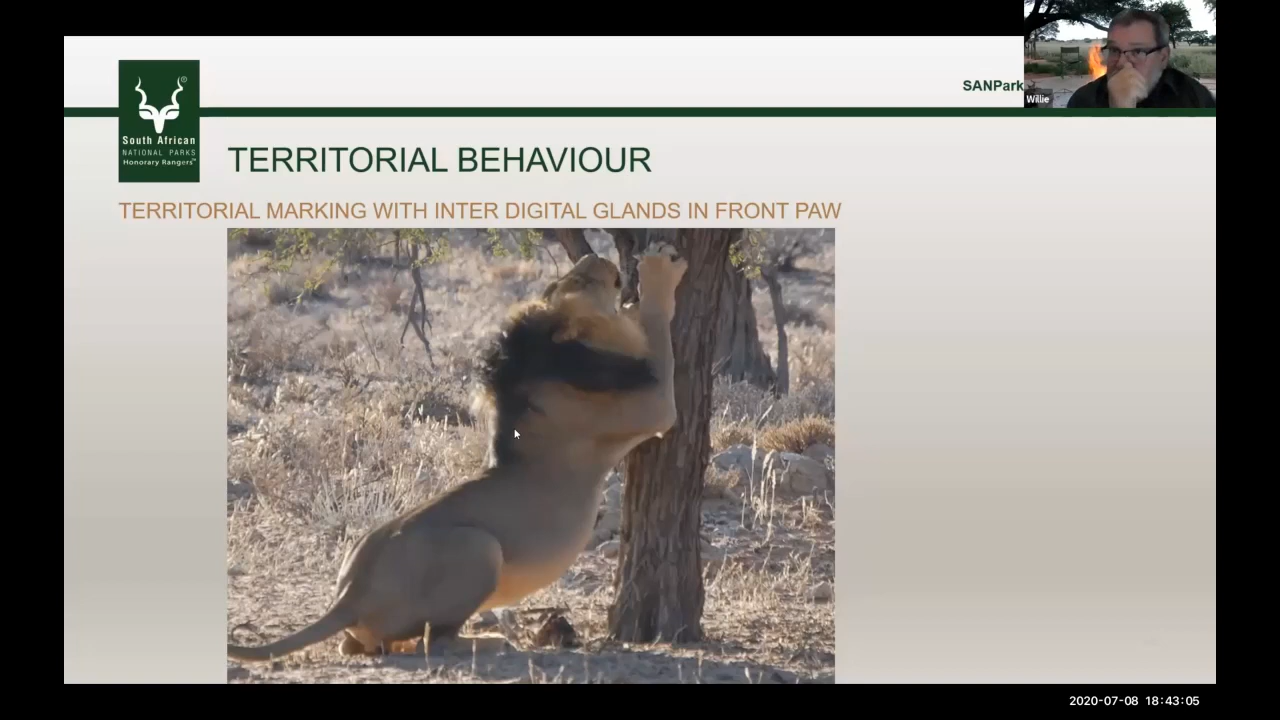 SANPark
Willie
South African
NATIONAL PARKS
Honorary Rangers™
TERRITORIAL BEHAVIOUR
TERRITORIAL MARKING WITH INTER DIGITAL GLANDS IN FRONT PAW
2020-07-08 18:43:05